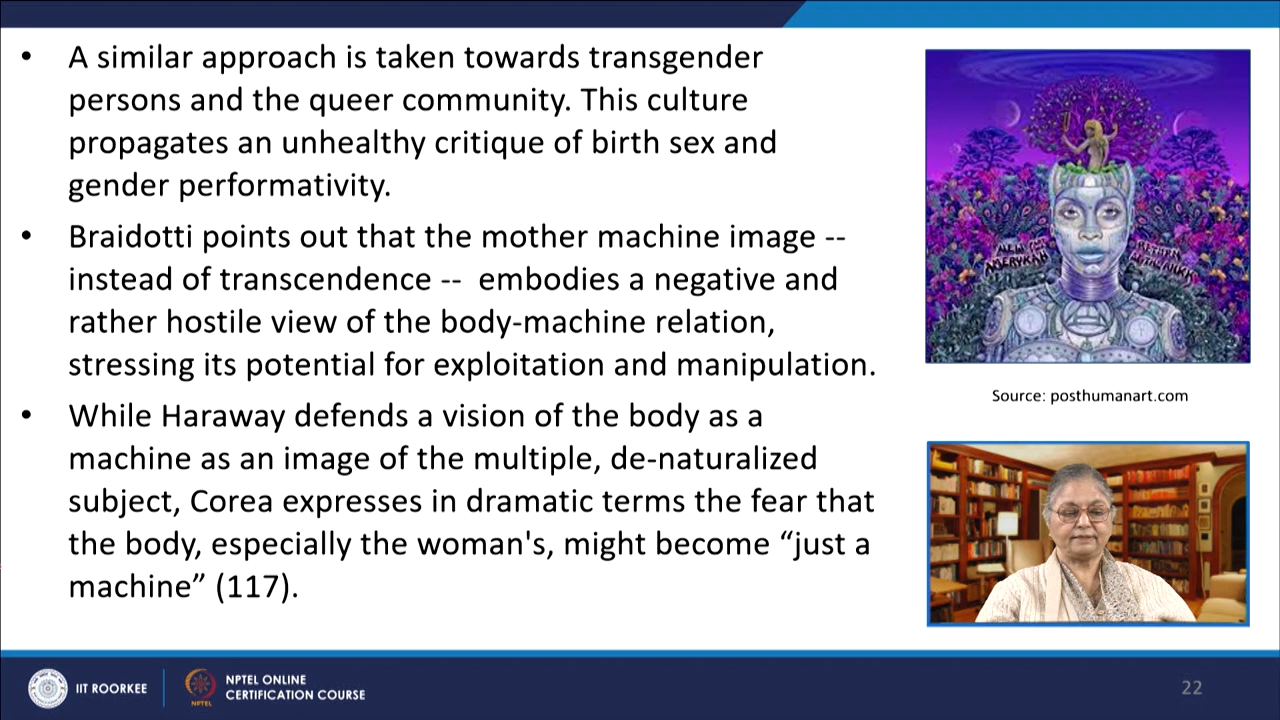 • A similar approach is taken towards transgender
persons and the queer community. This culture
propagates an unhealthy critique of birth sex and
gender performativity.
• Braidotti points out that the mother machine image --
instead of transcendence -- embodies a negative and
rather hostile view of the body-machine relation,
stressing its potential for exploitation and manipulation.
• While Haraway defends a vision of the body as a
machine as an image of the multiple, de-naturalized
subject, Corea expresses in dramatic terms the fear that
the body, especially the woman's, might become “just a
machine” (117).
AMERYKAH
RETURN
Source: posthumanart.com
IIT ROORKEE
NPTEL
NPTEL ONLINE
CERTIFICATION COURSE
22